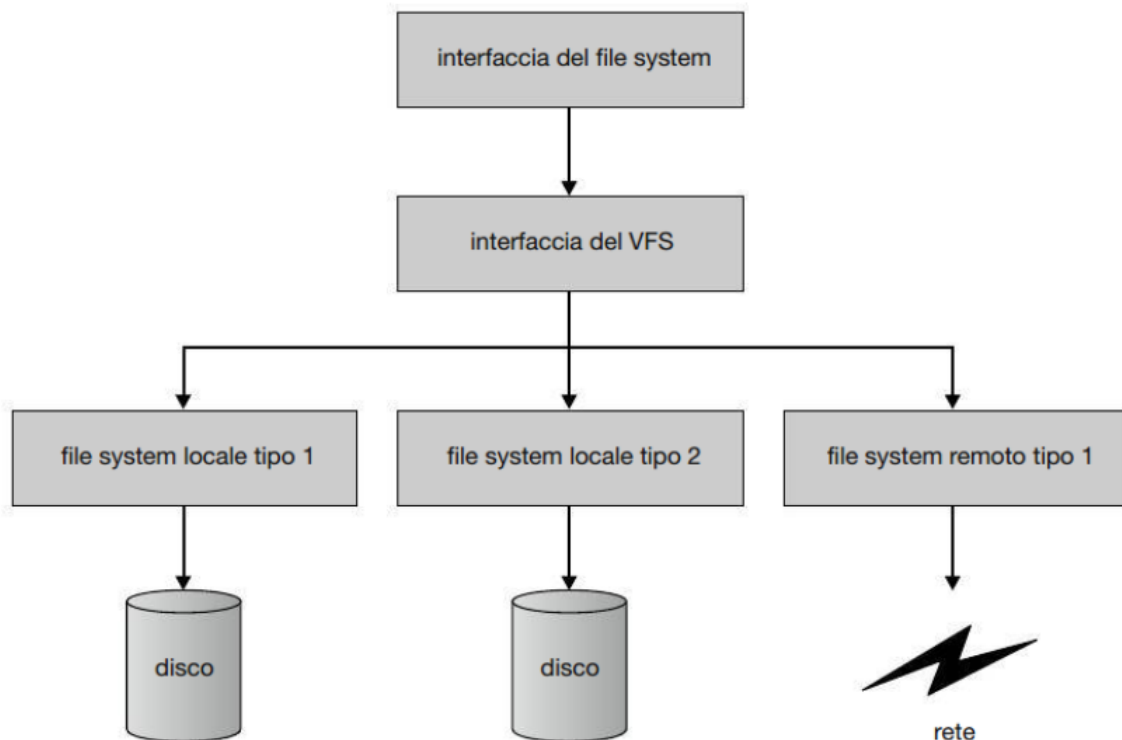 interfaccia del file system
interfaccia del VFS
file system locale tipo 1
file system locale tipo 2
file system remoto tipo 1
disco
disco
rete